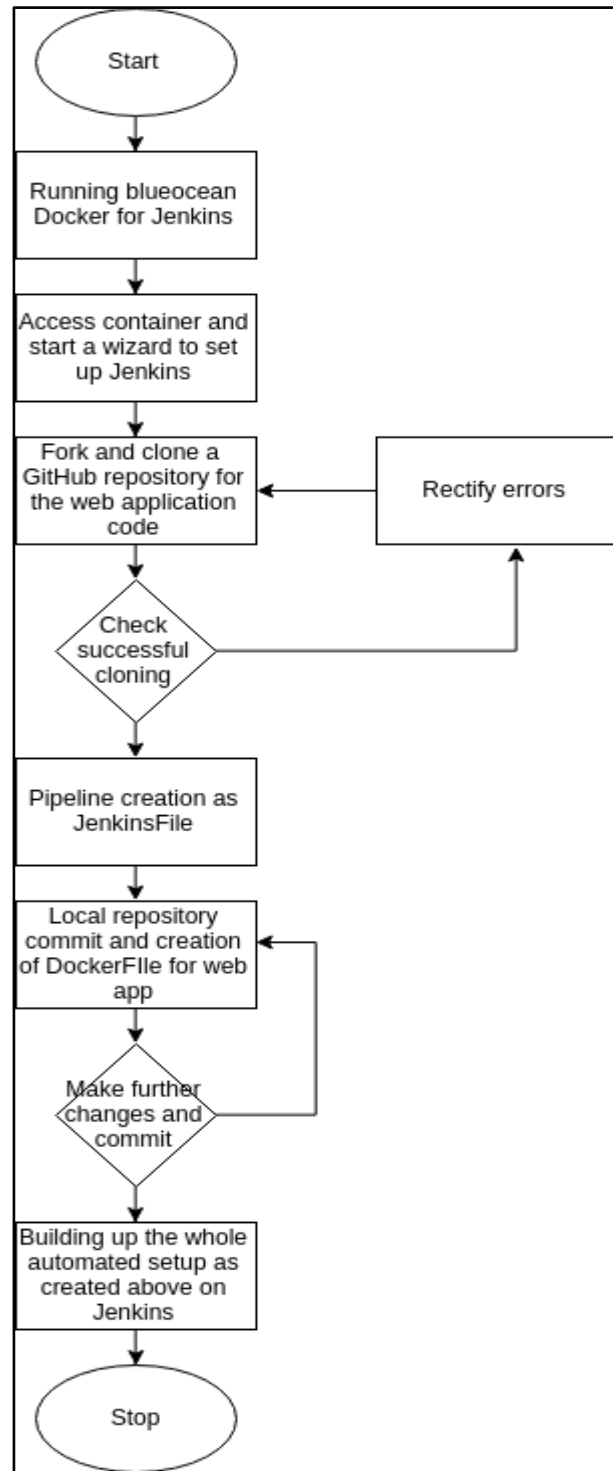 Start
Running blueocean
Docker for Jenkins
Access container and
start a wizard to set
up Jenkins
Fork and clone a
GitHub repository for
the web application
code
Rectify errors
Check
successful
cloning
Pipeline creation as
JenkinsFile
Local repository
commit and creation
of DockerFIle for web
app
Make further
changes and
commit
Building up the whole
automated setup as
created above on
Jenkins
Stop